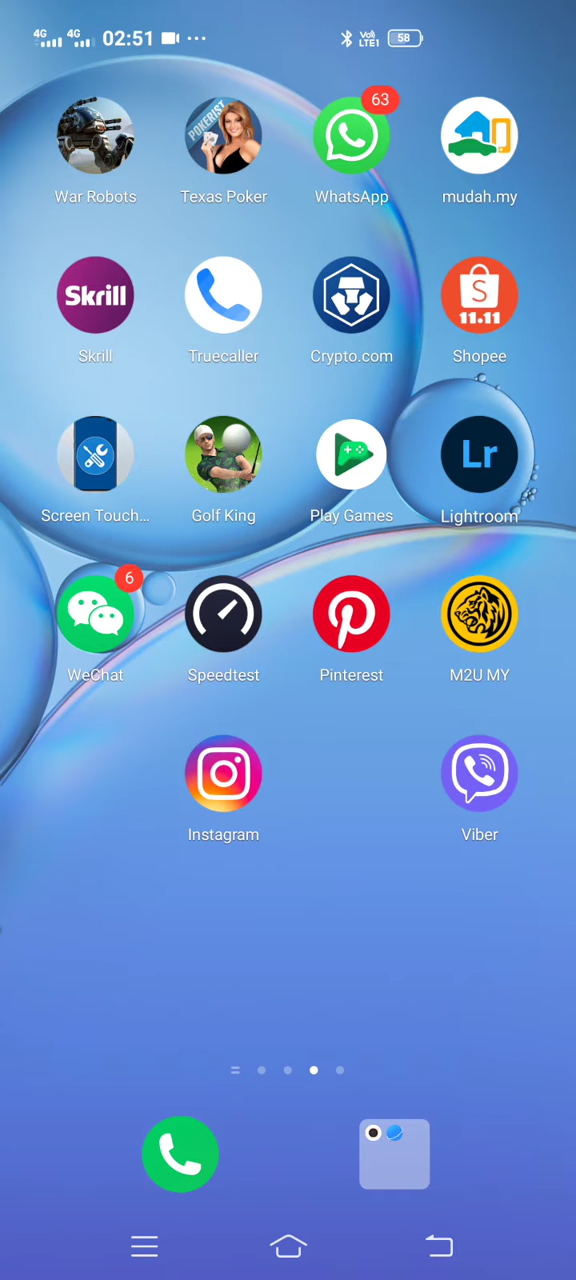 4G 4G 02:51 ... Vo) LTE1 58
63
POKERIST
War Robots Texas Poker WhatsApp mudah.my
Skrill S 11.11
Skrill Truecaller Crypto.com Shopee
Lr
Screen Touch... Golf King Play Games Lightroom
6
WeChat Speedtest Pinterest M2U MY
Instagram Viber